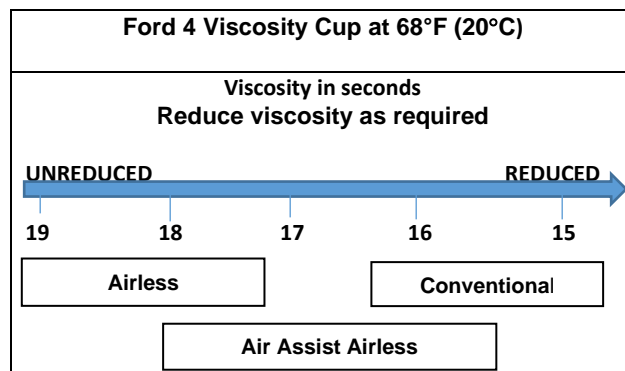 Ford 4 Viscosity Cup at 68°F (20°C)
Viscosity in seconds
Reduce viscosity as required
UNREDUCED REDUCED
19 18 17 16 15
Airless Conventional
Air Assist Airless